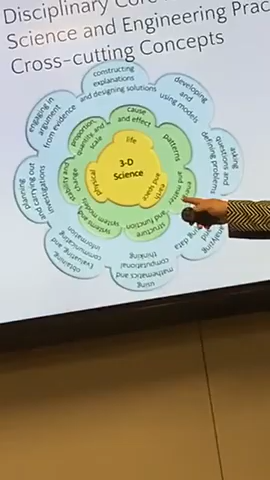 Disciplinary Core
Science and Engineering Prac
Cross-cutting Concepts
constructing
explanations
and designing solutions
developing
and
using models
asking
questions and
defining problems
analyzing
data
using
mathematics and
computational
thinking
obtaining,
evaluating, and
communicating
information
planning
and carrying out
investigations
engaging in
argument
from evidence
cause
and effect
patterns
and matter
structure
and function
systems and
system models
stability and
change
proportion,
quantity, and
scale
life
earth
space
physical
3-D
Science